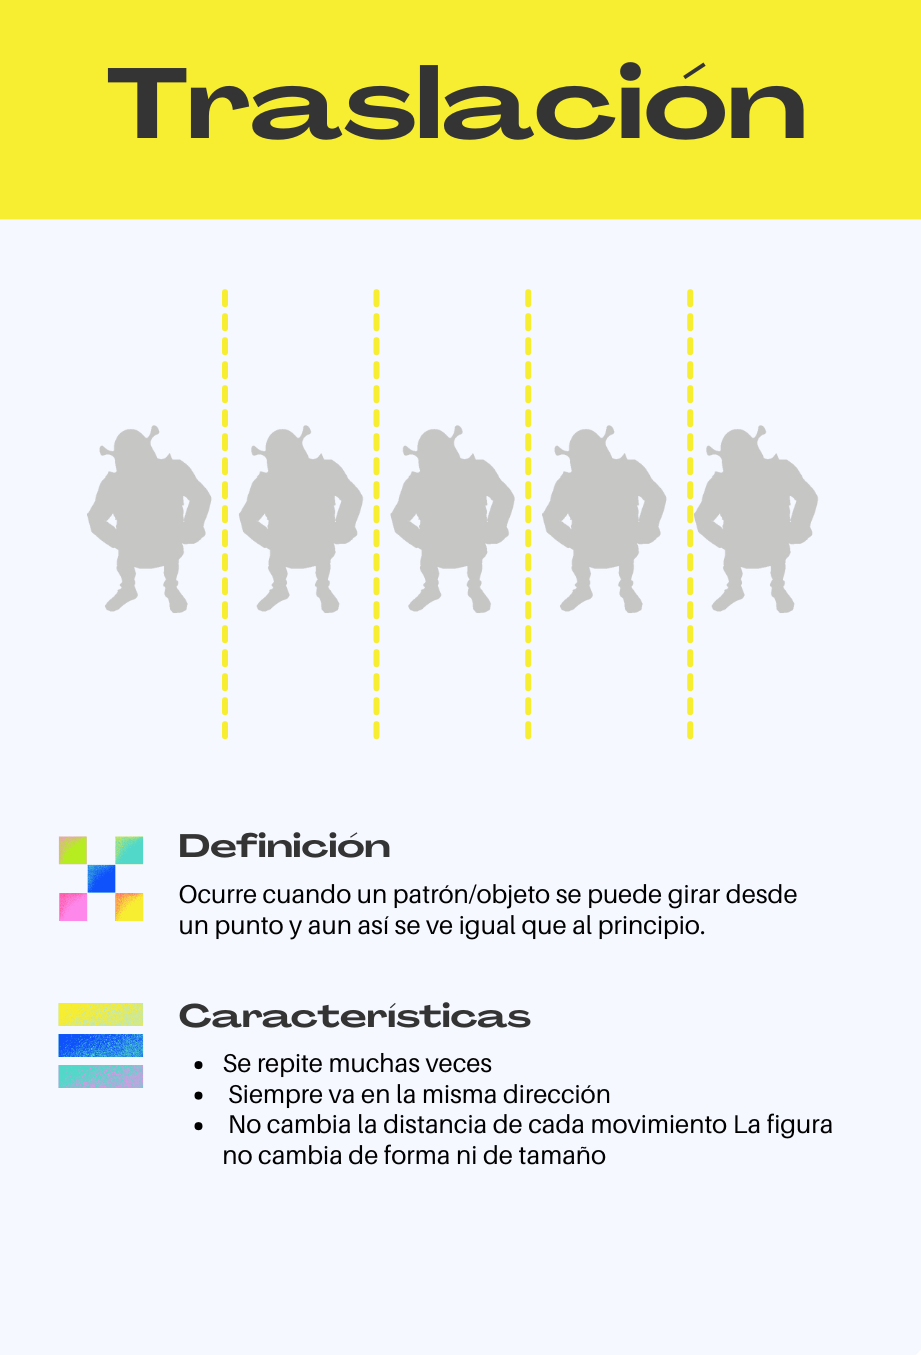 Traslación
Definición
Ocurre cuando un patrón/objeto se puede girar desde
un punto y aun así se ve igual que al principio.
Características
• Se repite muchas veces
• Siempre va en la misma dirección
• No cambia la distancia de cada movimiento La figura
no cambia de forma ni de tamaño